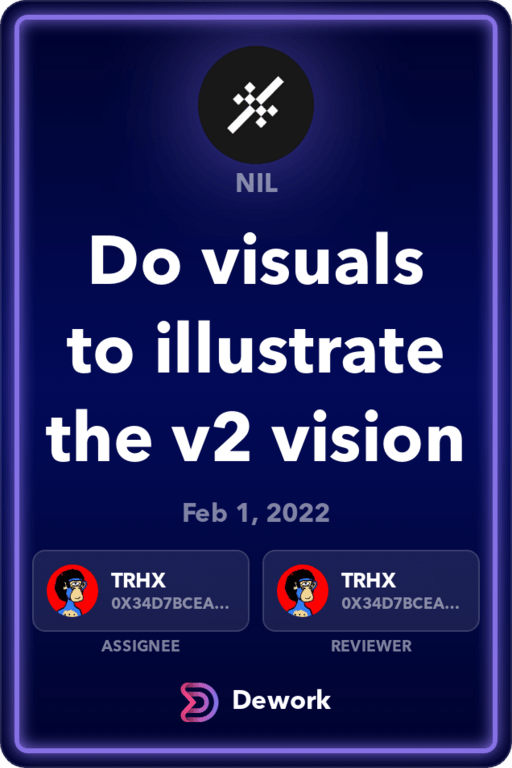 NIL
Do visuals
to illustrate
the v2 vision
Feb 1, 2022
TRHX
0X34D7BCEA...
ASSIGNEE
TRHX
0X34D7BCEA...
REVIEWER
Dework